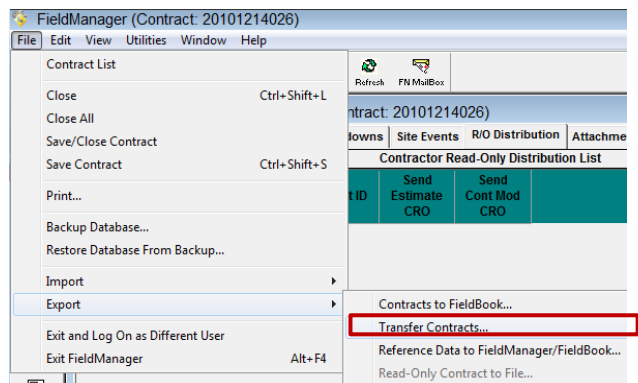 FieldManager (Contract: 20101214026)
File Edit View Utilities Window Help
Contract List
Close Ctrl+Shift+L
Close All
Save/Close Contract
Save Contract Ctrl+Shift+S
Print...
Backup Database...
Restore Database From Backup...
Import
Export
Exit and Log On as Different User
Exit FieldManager Alt+F4
Refresh FN MailBox
ntract: 20101214026)
lowns Site Events R/O Distribution Attachme
Contractor Read-Only Distribution List
t ID Send Estimate CRO Send Cont Mod CRO
Contracts to FieldBook...
Transfer Contracts...
Reference Data to FieldManager/FieldBook...
Read-Only Contract to File...